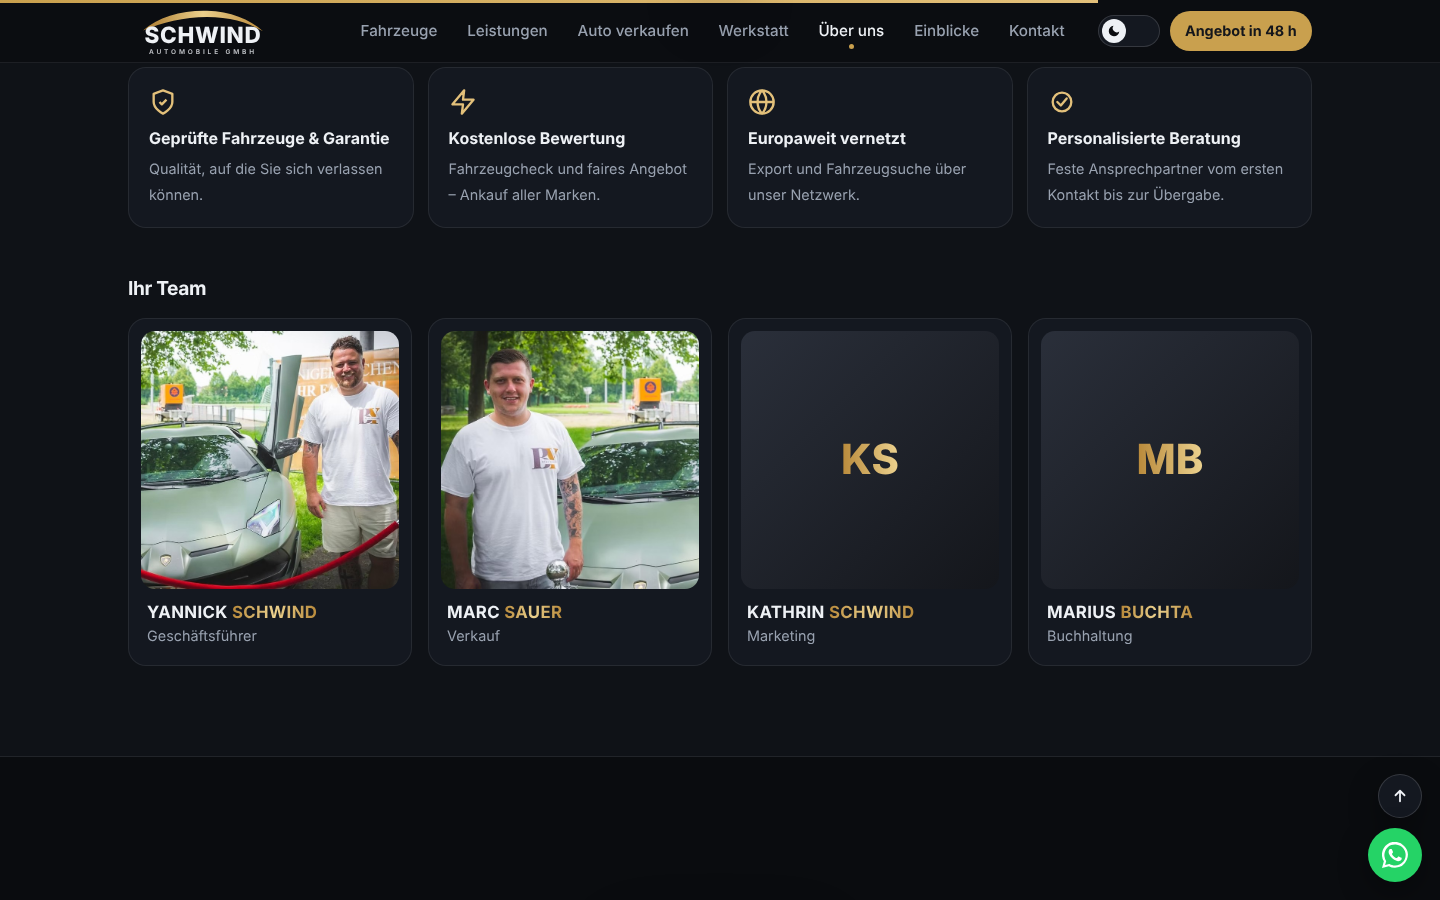 SCHWIND
AUTOMOBILE GMBH
Fahrzeuge
Leistungen
Auto verkaufen
Werkstatt
Über uns
Einblicke
Kontakt
Angebot in 48 h
Geprüfte Fahrzeuge & Garantie
Qualität, auf die Sie sich verlassen
können.
Kostenlose Bewertung
Fahrzeugcheck und faires Angebot
– Ankauf aller Marken.
Europaweit vernetzt
Export und Fahrzeugsuche über
unser Netzwerk.
Personalisierte Beratung
Feste Ansprechpartner vom ersten
Kontakt bis zur Übergabe.
Ihr Team
YANNICK SCHWIND
Geschäftsführer
MARC SAUER
Verkauf
KS
KATHRIN SCHWIND
Marketing
MB
MARIUS BUCHTA
Buchhaltung